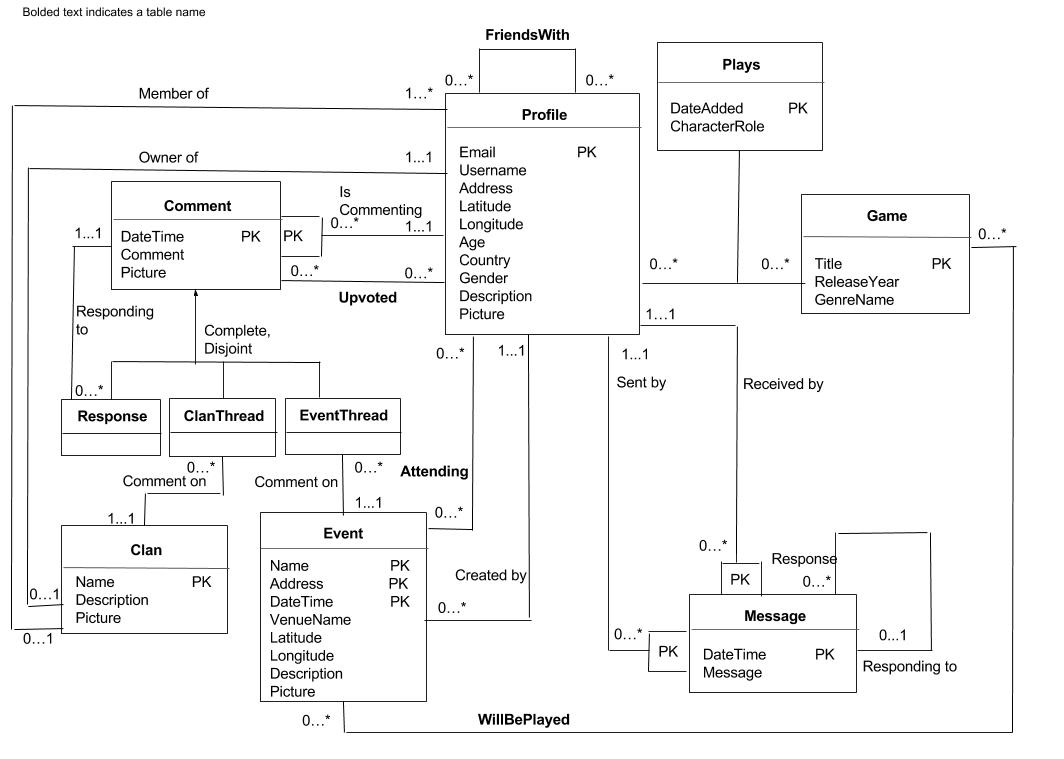 Bolded text indicates a table name
FriendsWith
0...*
0...*
Plays
DateAdded PK
CharacterRole
Member of
1...*
Profile
Email PK
Username
Address
Latitude
Longitude
Age
Country
Gender
Description
Picture
Owner of
1...1
Is
Commenting
0...*
1...1
Comment
DateTime PK
Comment
Picture
PK
0...*
0...*
Upvoted
1...1
Responding
to
0...*
Complete,
Disjoint
Game
Title PK
ReleaseYear
GenreName
0...*
0...*
0...*
1...1
Received by
1...1
Sent by
0...*
1...1
Response
ClanThread
EventThread
0...*
Comment on
1...1
0...*
Comment on
1...1
Attending
0...*
Clan
Name PK
Description
Picture
0...1
0...1
Event
Name PK
Address PK
DateTime PK
VenueName
Latitude
Longitude
Description
Picture
Created by
0...*
0...*
PK
Response
0...*
Message
DateTime PK
Message
0...*
PK
0...1
Responding to
0...*
WillBePlayed